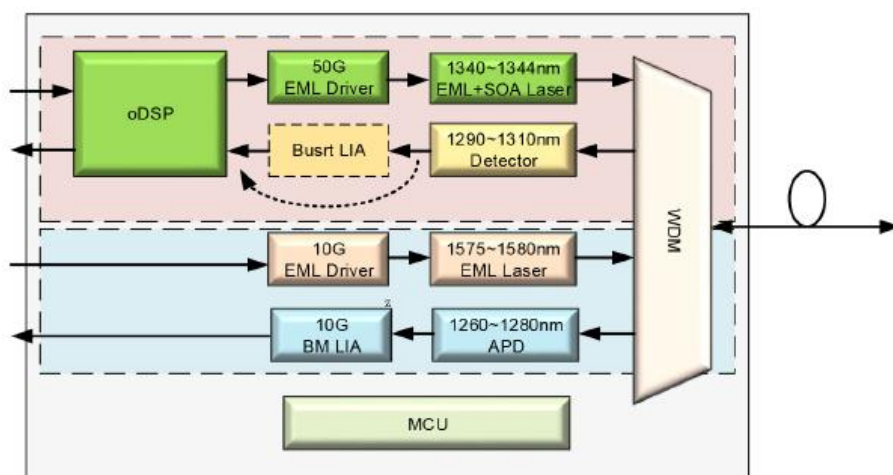 oDSP
50G
EML Driver
1340~1344nm
EML+SOA Laser
Busrt LIA
1290~1310nm
Detector
WDM
10G
EML Driver
1575~1580nm
EML Laser
z
10G
BM LIA
1260~1280nm
APD
MCU